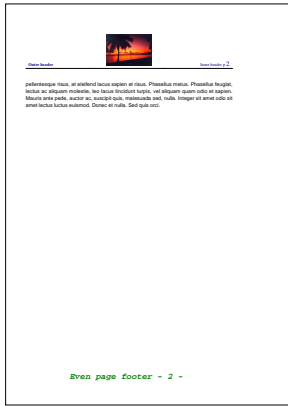 Outer header Inner header p.2
pellentesque risus, at eleifend lacus sapien et risus. Phasellus metus. Phasellus feugiat,
lectus ac aliquam molestie, leo lacus tincidunt turpis, vel aliquam quam odio et sapien.
Mauris ante pede, auctor ac, suscipit quis, malesuada sed, nulla. Integer sit amet odio sit
amet lectus luctus euismod. Donec et nulla. Sed quis orci.
Even page footer - 2 -